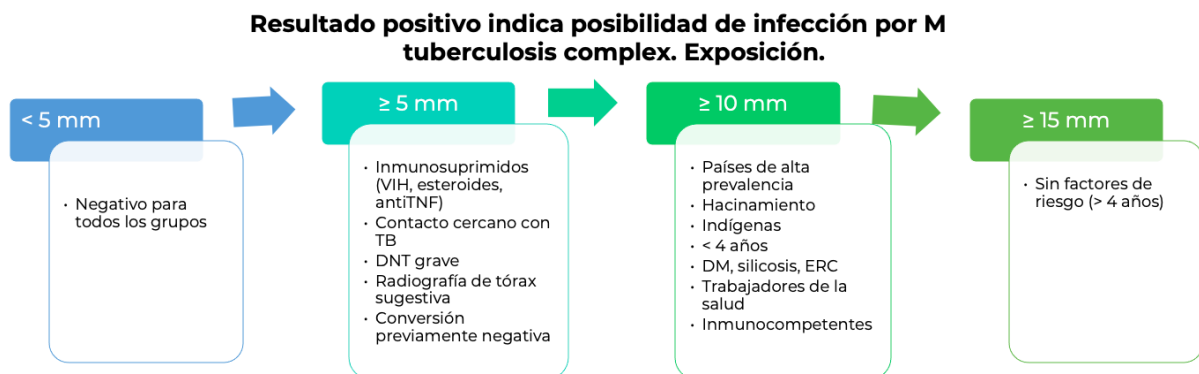 Resultado positivo indica posibilidad de infección por M
tuberculosis complex. Exposición.
< 5 mm
• Negativo para
todos los grupos
≥ 5 mm
• Inmunosuprimidos
(VIH, esteroides,
antiTNF)
• Contacto cercano con
TB
• DNT grave
• Radiografía de tórax
sugestiva
• Conversión
previamente negativa
≥ 10 mm
• Países de alta
prevalencia
• Hacinamiento
• Indígenas
• < 4 años
• DM, silicosis, ERC
• Trabajadores de la
salud
• Inmunocompetentes
≥ 15 mm
• Sin factores de
riesgo (> 4 años)